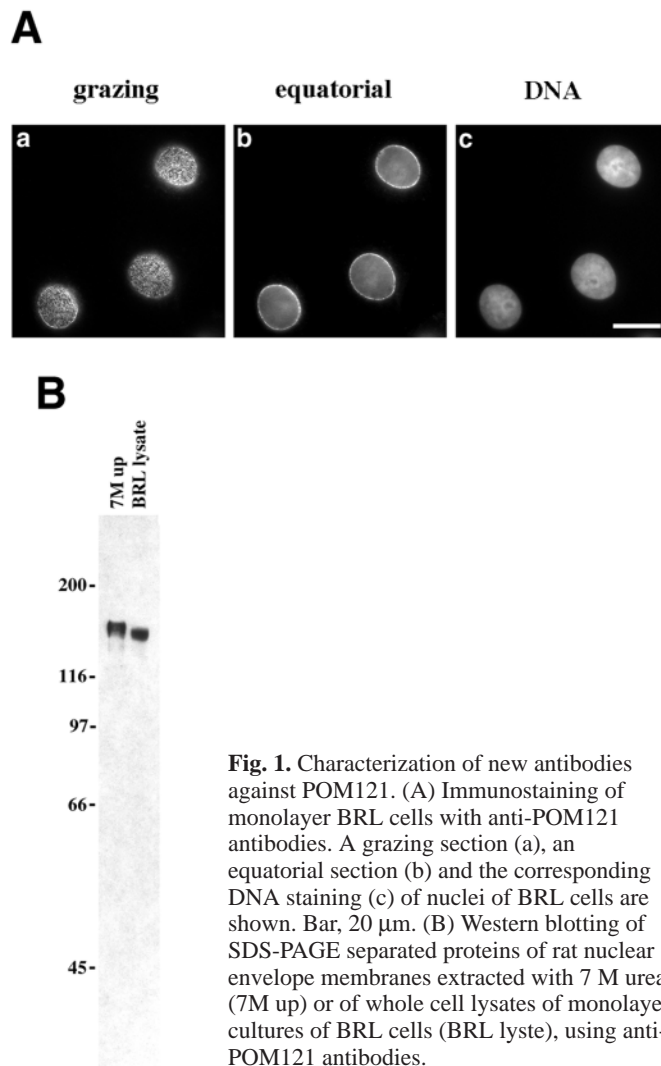 A
grazing equatorial DNA
a b c
B
7M up
BRL lysate
200-
116-
97-
66-
45-
Fig. 1. Characterization of new antibodies
against POM121. (A) Immunostaining of
monolayer BRL cells with anti-POM121
antibodies. A grazing section (a), an
equatorial section (b) and the corresponding
DNA staining (c) of nuclei of BRL cells are
shown. Bar, 20 μm. (B) Western blotting of
SDS-PAGE separated proteins of rat nuclear
envelope membranes extracted with 7 M urea
(7M up) or of whole cell lysates of monolaye
cultures of BRL cells (BRL lyste), using anti-
POM121 antibodies.